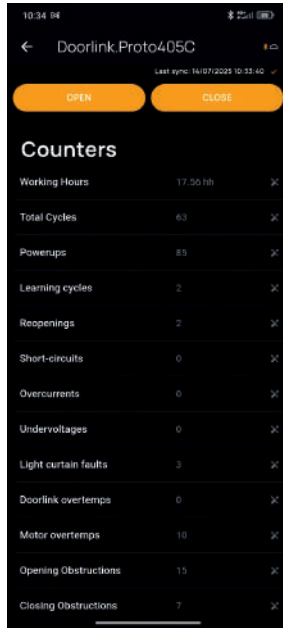 10:34
Doorlink.Proto405C
Last sync: 14/07/2025 10:33:40
OPEN
CLOSE
Counters
Working Hours 17.56 hh
Total Cycles 63
Powerups 85
Learning cycles 2
Reopenings 2
Short-circuits 0
Overcurrents 0
Undervoltages 0
Light curtain faults 3
Doorlink overtemps 0
Motor overtemps 10
Opening Obstructions 15
Closing Obstructions 7